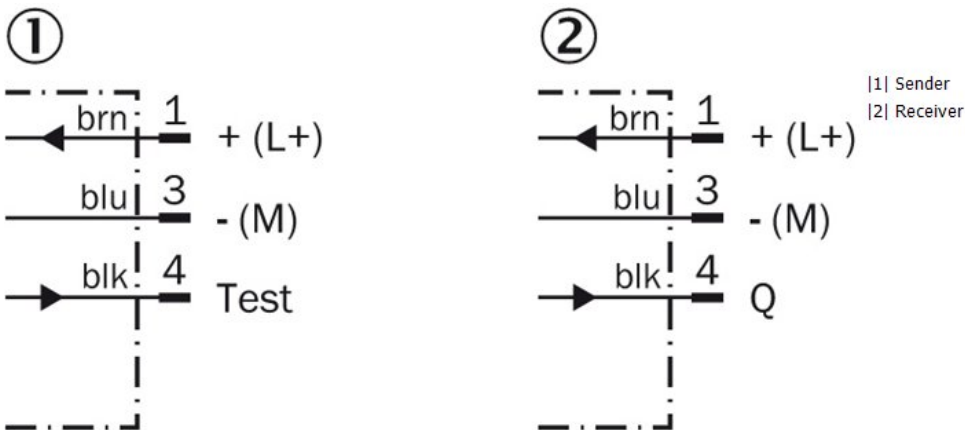 ① ②
|1| Sender
|2| Receiver
brn 1 + (L+)
blu 3 - (M)
blk 4 Test
brn 1 + (L+)
blu 3 - (M)
blk 4 Q